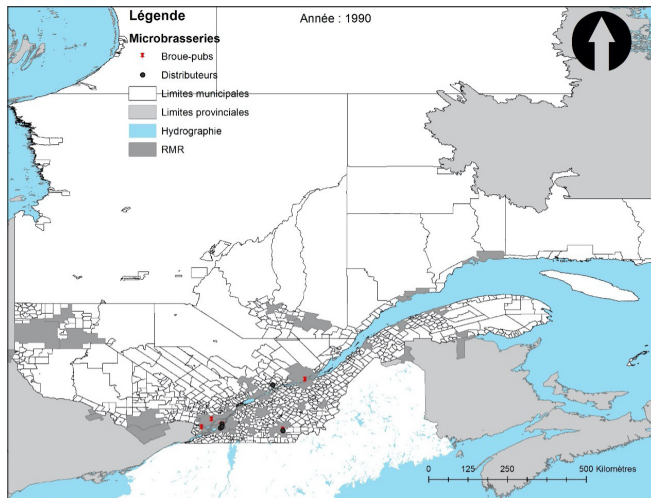 Légende
Année : 1990
Microbrasseries
Broue-pubs
Distributeurs
Limites municipales
Limites provinciales
Hydrographie
RMR
0 125 250 500 Kilomètres